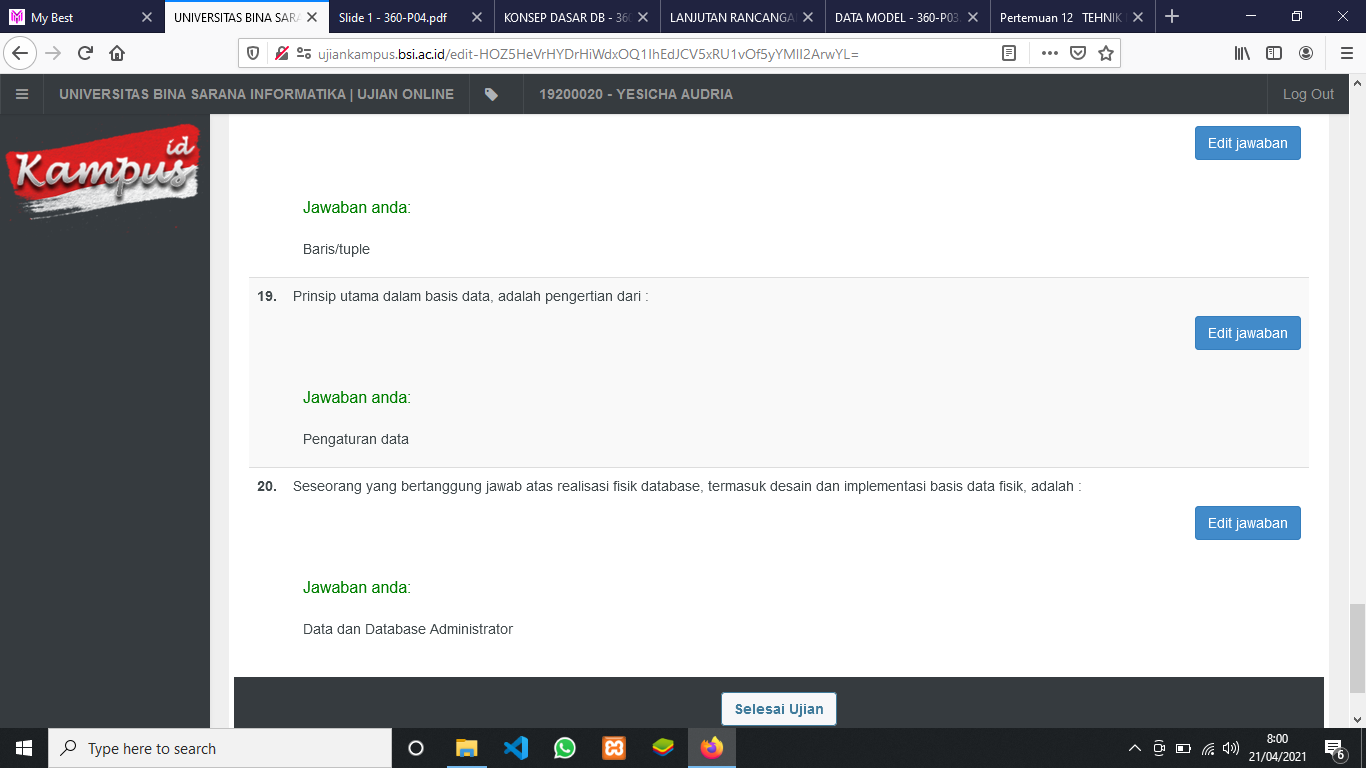 My Best
UNIVERSITAS BINA SARA
Slide 1 - 360-P04.pdf
KONSEP DASAR DB - 36
LANJUTAN RANCANGA
DATA MODEL - 360-P03.
Pertemuan 12 TEHNIK
ujiankampus.bsi.ac.id/edit-HOZ5HeVrHYDrHiWdxOQ1IhEdJCV5xRU1vOf5yYMlI2ArwYL=
UNIVERSITAS BINA SARANA INFORMATIKA | UJIAN ONLINE
19200020 - YESICHA AUDRIA
Log Out
Kampus id
Edit jawaban
Jawaban anda:
Baris/tuple
19. Prinsip utama dalam basis data, adalah pengertian dari :
Edit jawaban
Jawaban anda:
Pengaturan data
20. Seseorang yang bertanggung jawab atas realisasi fisik database, termasuk desain dan implementasi basis data fisik, adalah :
Edit jawaban
Jawaban anda:
Data dan Database Administrator
Selesai Ujian
Type here to search
8:00
21/04/2021
6